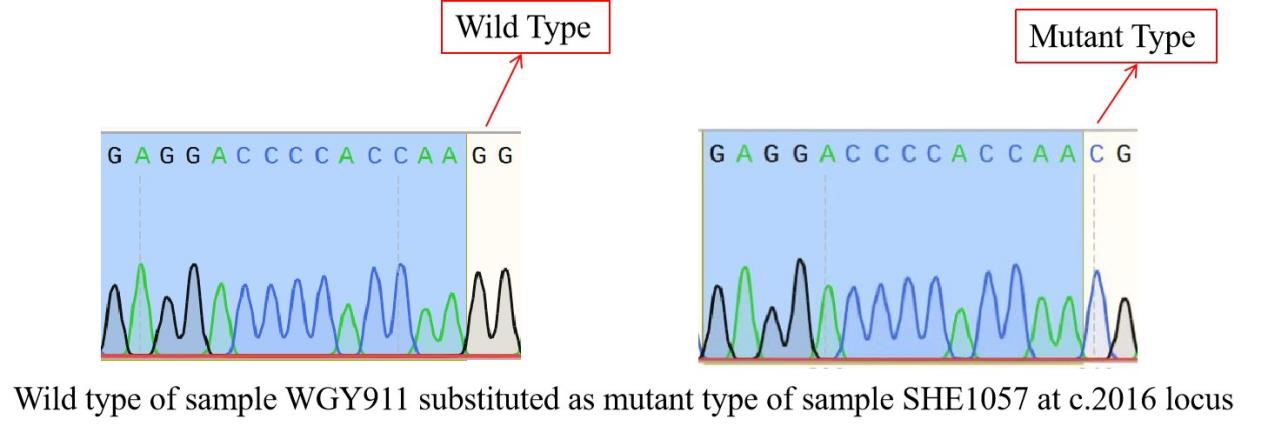 Wild Type
Mutant Type
G A G G A C C C C A C C A A G G
G A G G A C C C C A C C A A C G
Wild type of sample WGY911 substituted as mutant type of sample SHE1057 at c.2016 locus